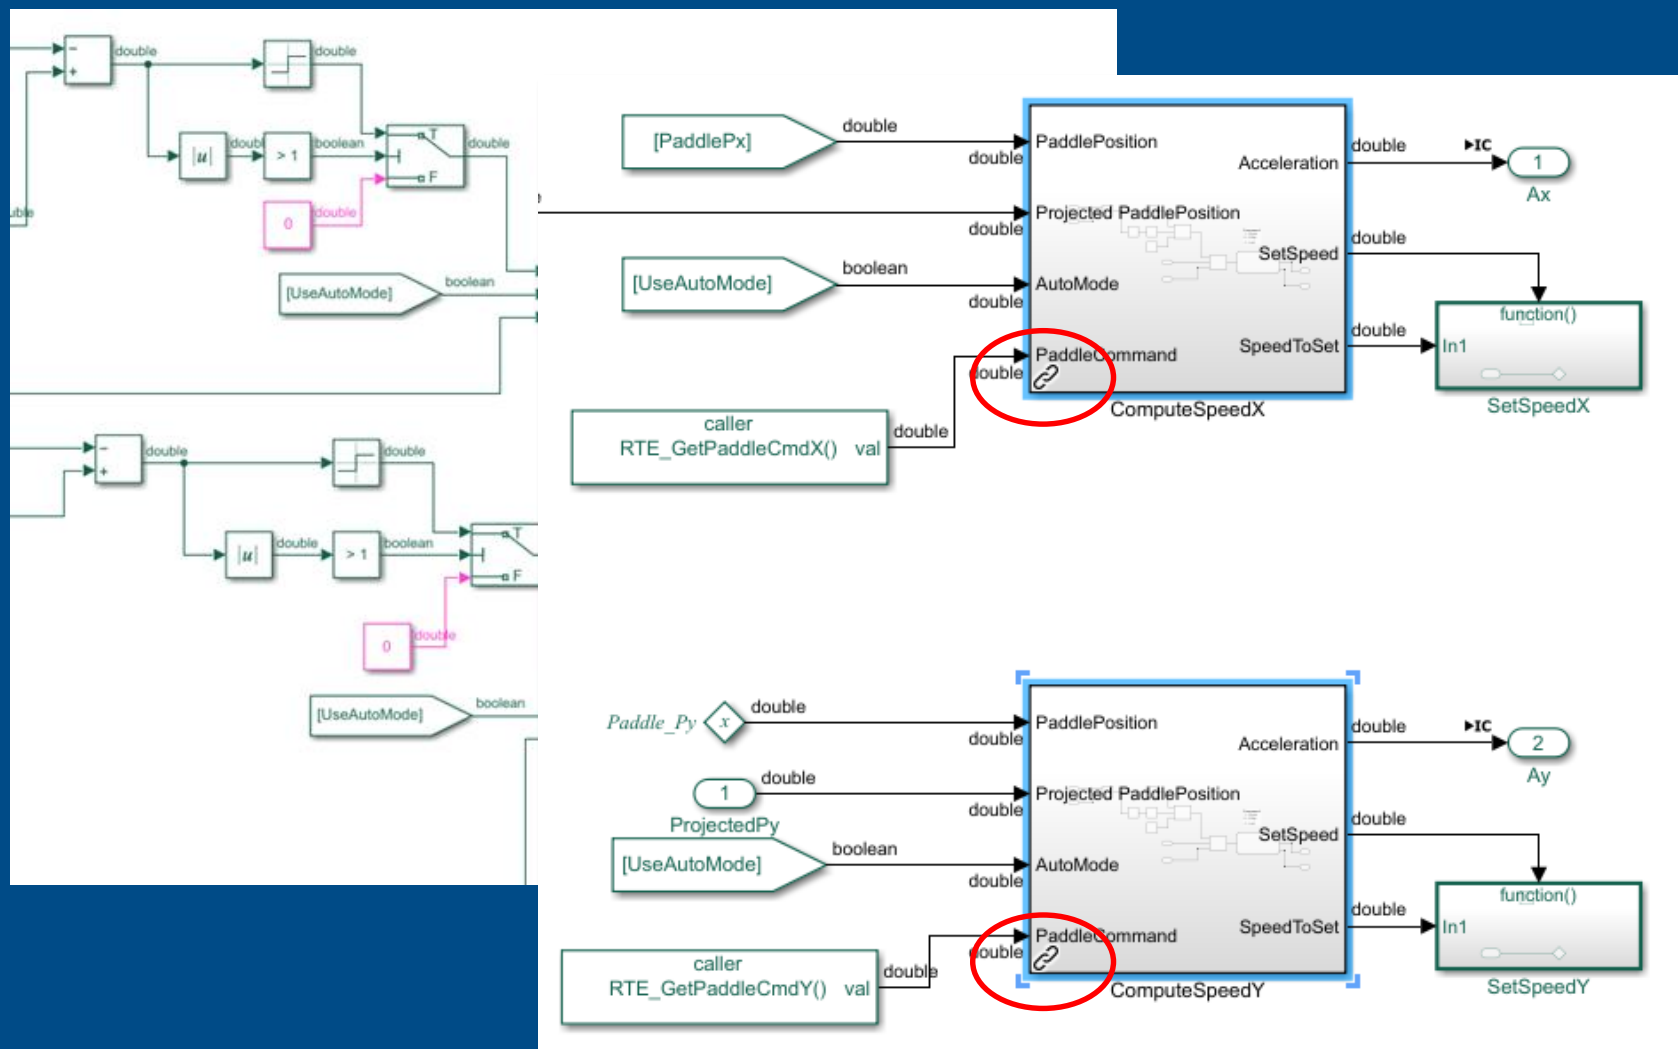 −
+
double
double
T
double
|u|
double
> 1
boolean
F
0
double
[UseAutoMode]
boolean
−
+
double
double
T
|u|
double
> 1
boolean
F
0
double
[UseAutoMode]
boolean
[PaddlePx]
double
double
PaddlePosition
Acceleration
double
IC
1
Ax
double
Projected PaddlePosition
SetSpeed
double
[UseAutoMode]
boolean
double
AutoMode
function()
SpeedToSet
double
In1
SetSpeedX
double
PaddleCommand
ComputeSpeedX
caller
RTE_GetPaddleCmdX() val
double
Paddle_Py
x
double
double
PaddlePosition
Acceleration
double
IC
2
Ay
1
double
ProjectedPy
double
Projected PaddlePosition
SetSpeed
double
[UseAutoMode]
boolean
double
AutoMode
function()
SpeedToSet
double
In1
SetSpeedY
double
PaddleCommand
ComputeSpeedY
caller
RTE_GetPaddleCmdY() val
double